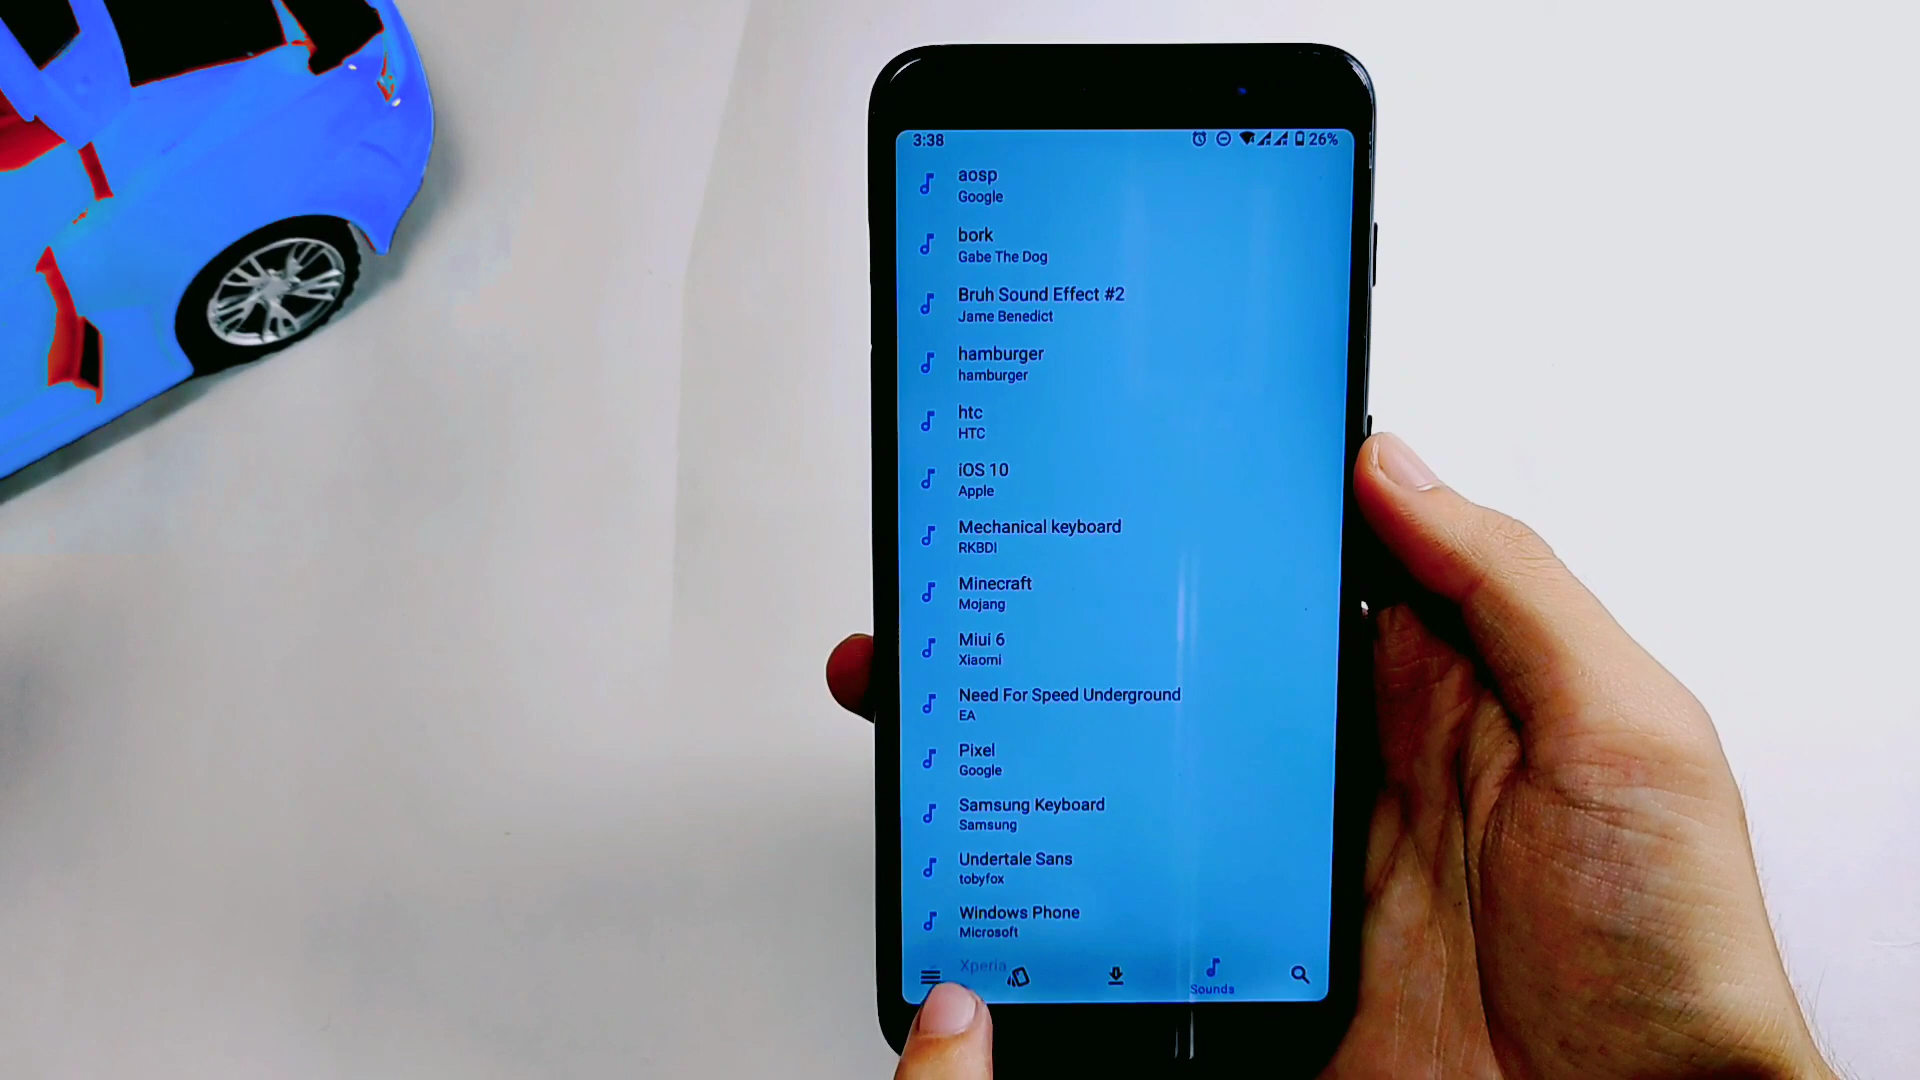 3:38 26%
aosp
Google
bork
Gabe The Dog
Bruh Sound Effect #2
Jame Benedict
hamburger
hamburger
htc
HTC
iOS 10
Apple
Mechanical keyboard
RKBDI
Minecraft
Mojang
Miui 6
Xiaomi
Need For Speed Underground
EA
Pixel
Google
Samsung Keyboard
Samsung
Undertale Sans
tobyfox
Windows Phone
Microsoft
Xperia
Sounds